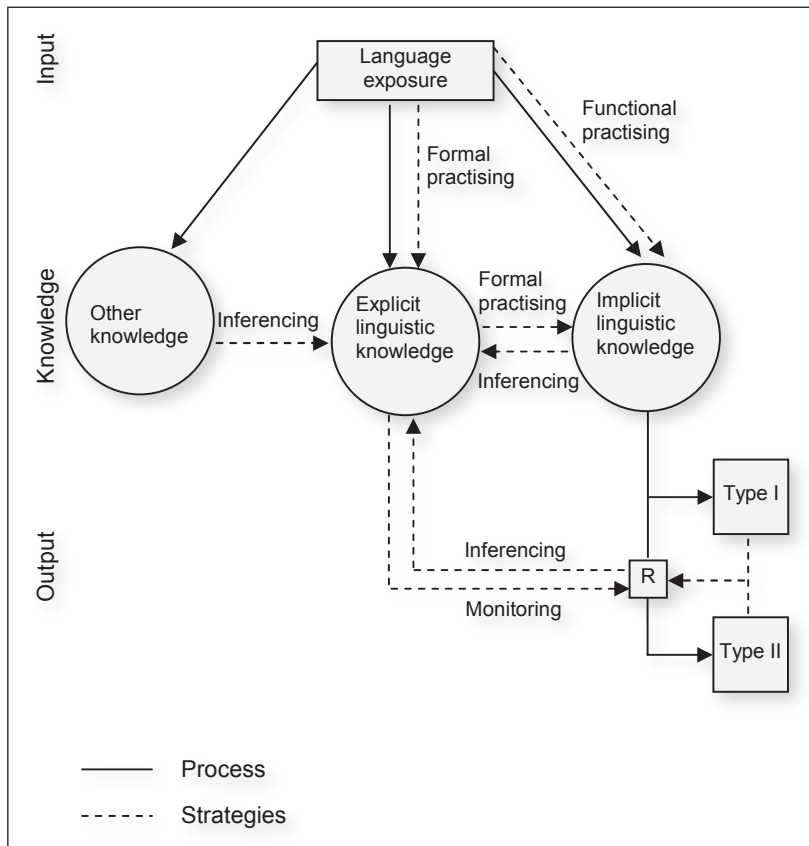 Input
Language
exposure
Functional
practising
Formal
practising
Knowledge
Other
knowledge
Inferencing
Explicit
linguistic
knowledge
Formal
practising
Inferencing
Implicit
linguistic
knowledge
Output
Type I
Inferencing
R
Monitoring
Type II
Process
Strategies